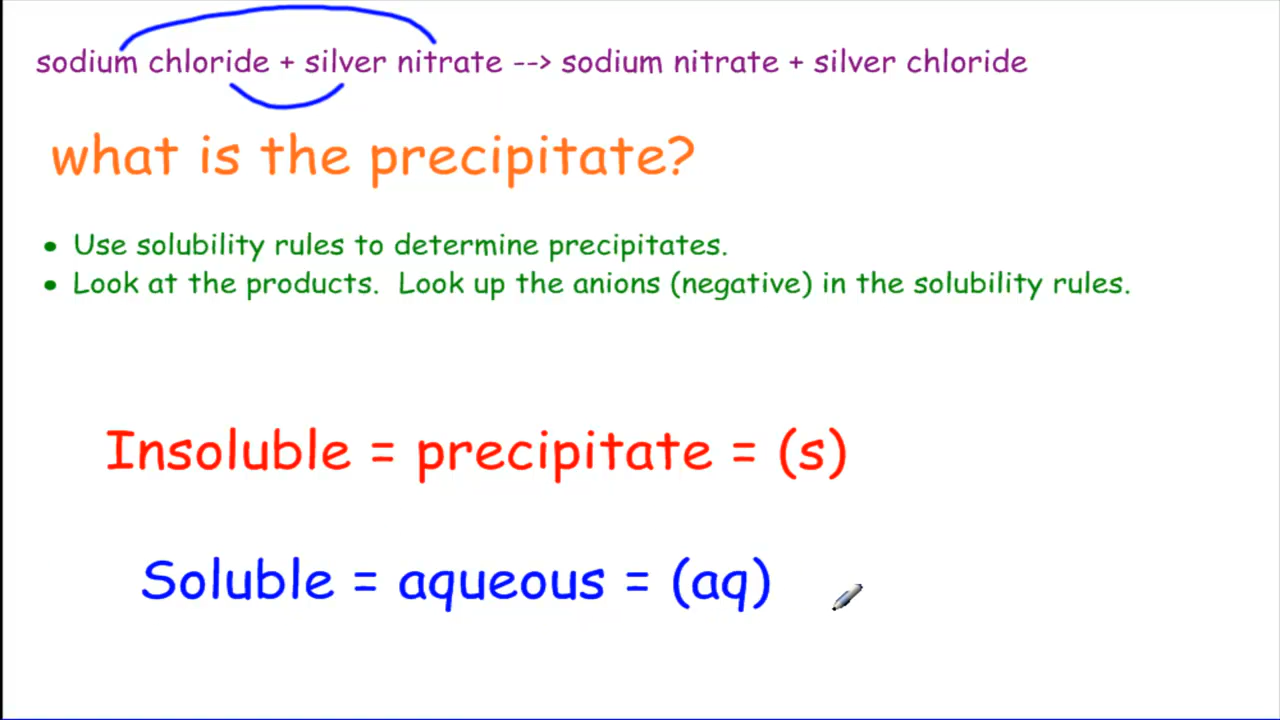 sodium chloride + silver nitrate --> sodium nitrate + silver chloride
what is the precipitate?
• Use solubility rules to determine precipitates.
• Look at the products. Look up the anions (negative) in the solubility rules.
Insoluble = precipitate = (s)
Soluble = aqueous = (aq)